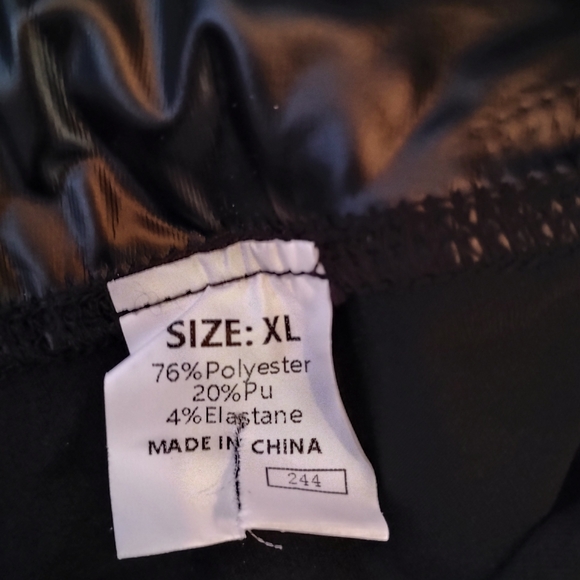 SIZE: XL
76%Polyester
20%Pu
4%Elastane
MADE IN CHINA
244